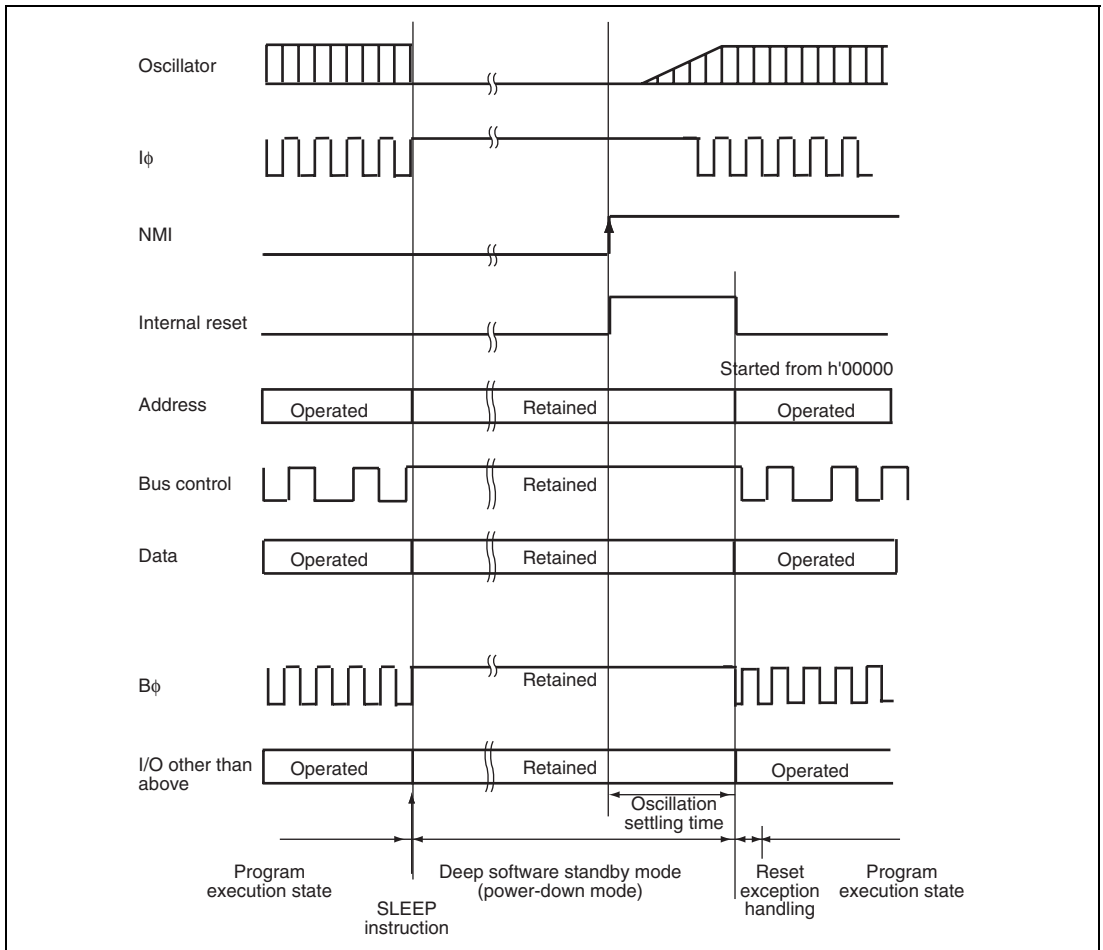 Oscillator
Iϕ
NMI
Internal reset
Started from h'00000
Address
Operated
Retained
Operated
Bus control
Retained
Data
Operated
Retained
Operated
Bϕ
Retained
I/O other than
above
Operated
Retained
Operated
Oscillation
settling time
Program
execution state
SLEEP
instruction
Deep software standby mode
(power-down mode)
Reset
exception
handling
Program
execution state